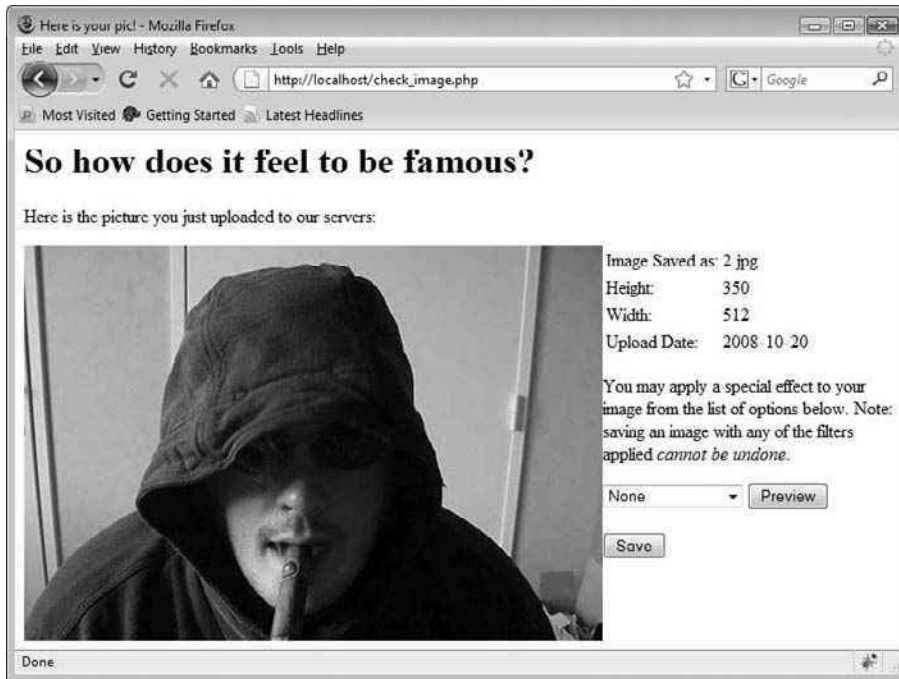 Here is your pic! - Mozilla Firefox
File Edit View History Bookmarks Tools Help
http://localhost/check_image.php
G Google
Most Visited Getting Started Latest Headlines
So how does it feel to be famous?
Here is the picture you just uploaded to our servers:
Image Saved as: 2.jpg
Height: 350
Width: 512
Upload Date: 2008-10-20
You may apply a special effect to your
image from the list of options below. Note:
saving an image with any of the filters
applied cannot be undone.
None Preview
Save
Done